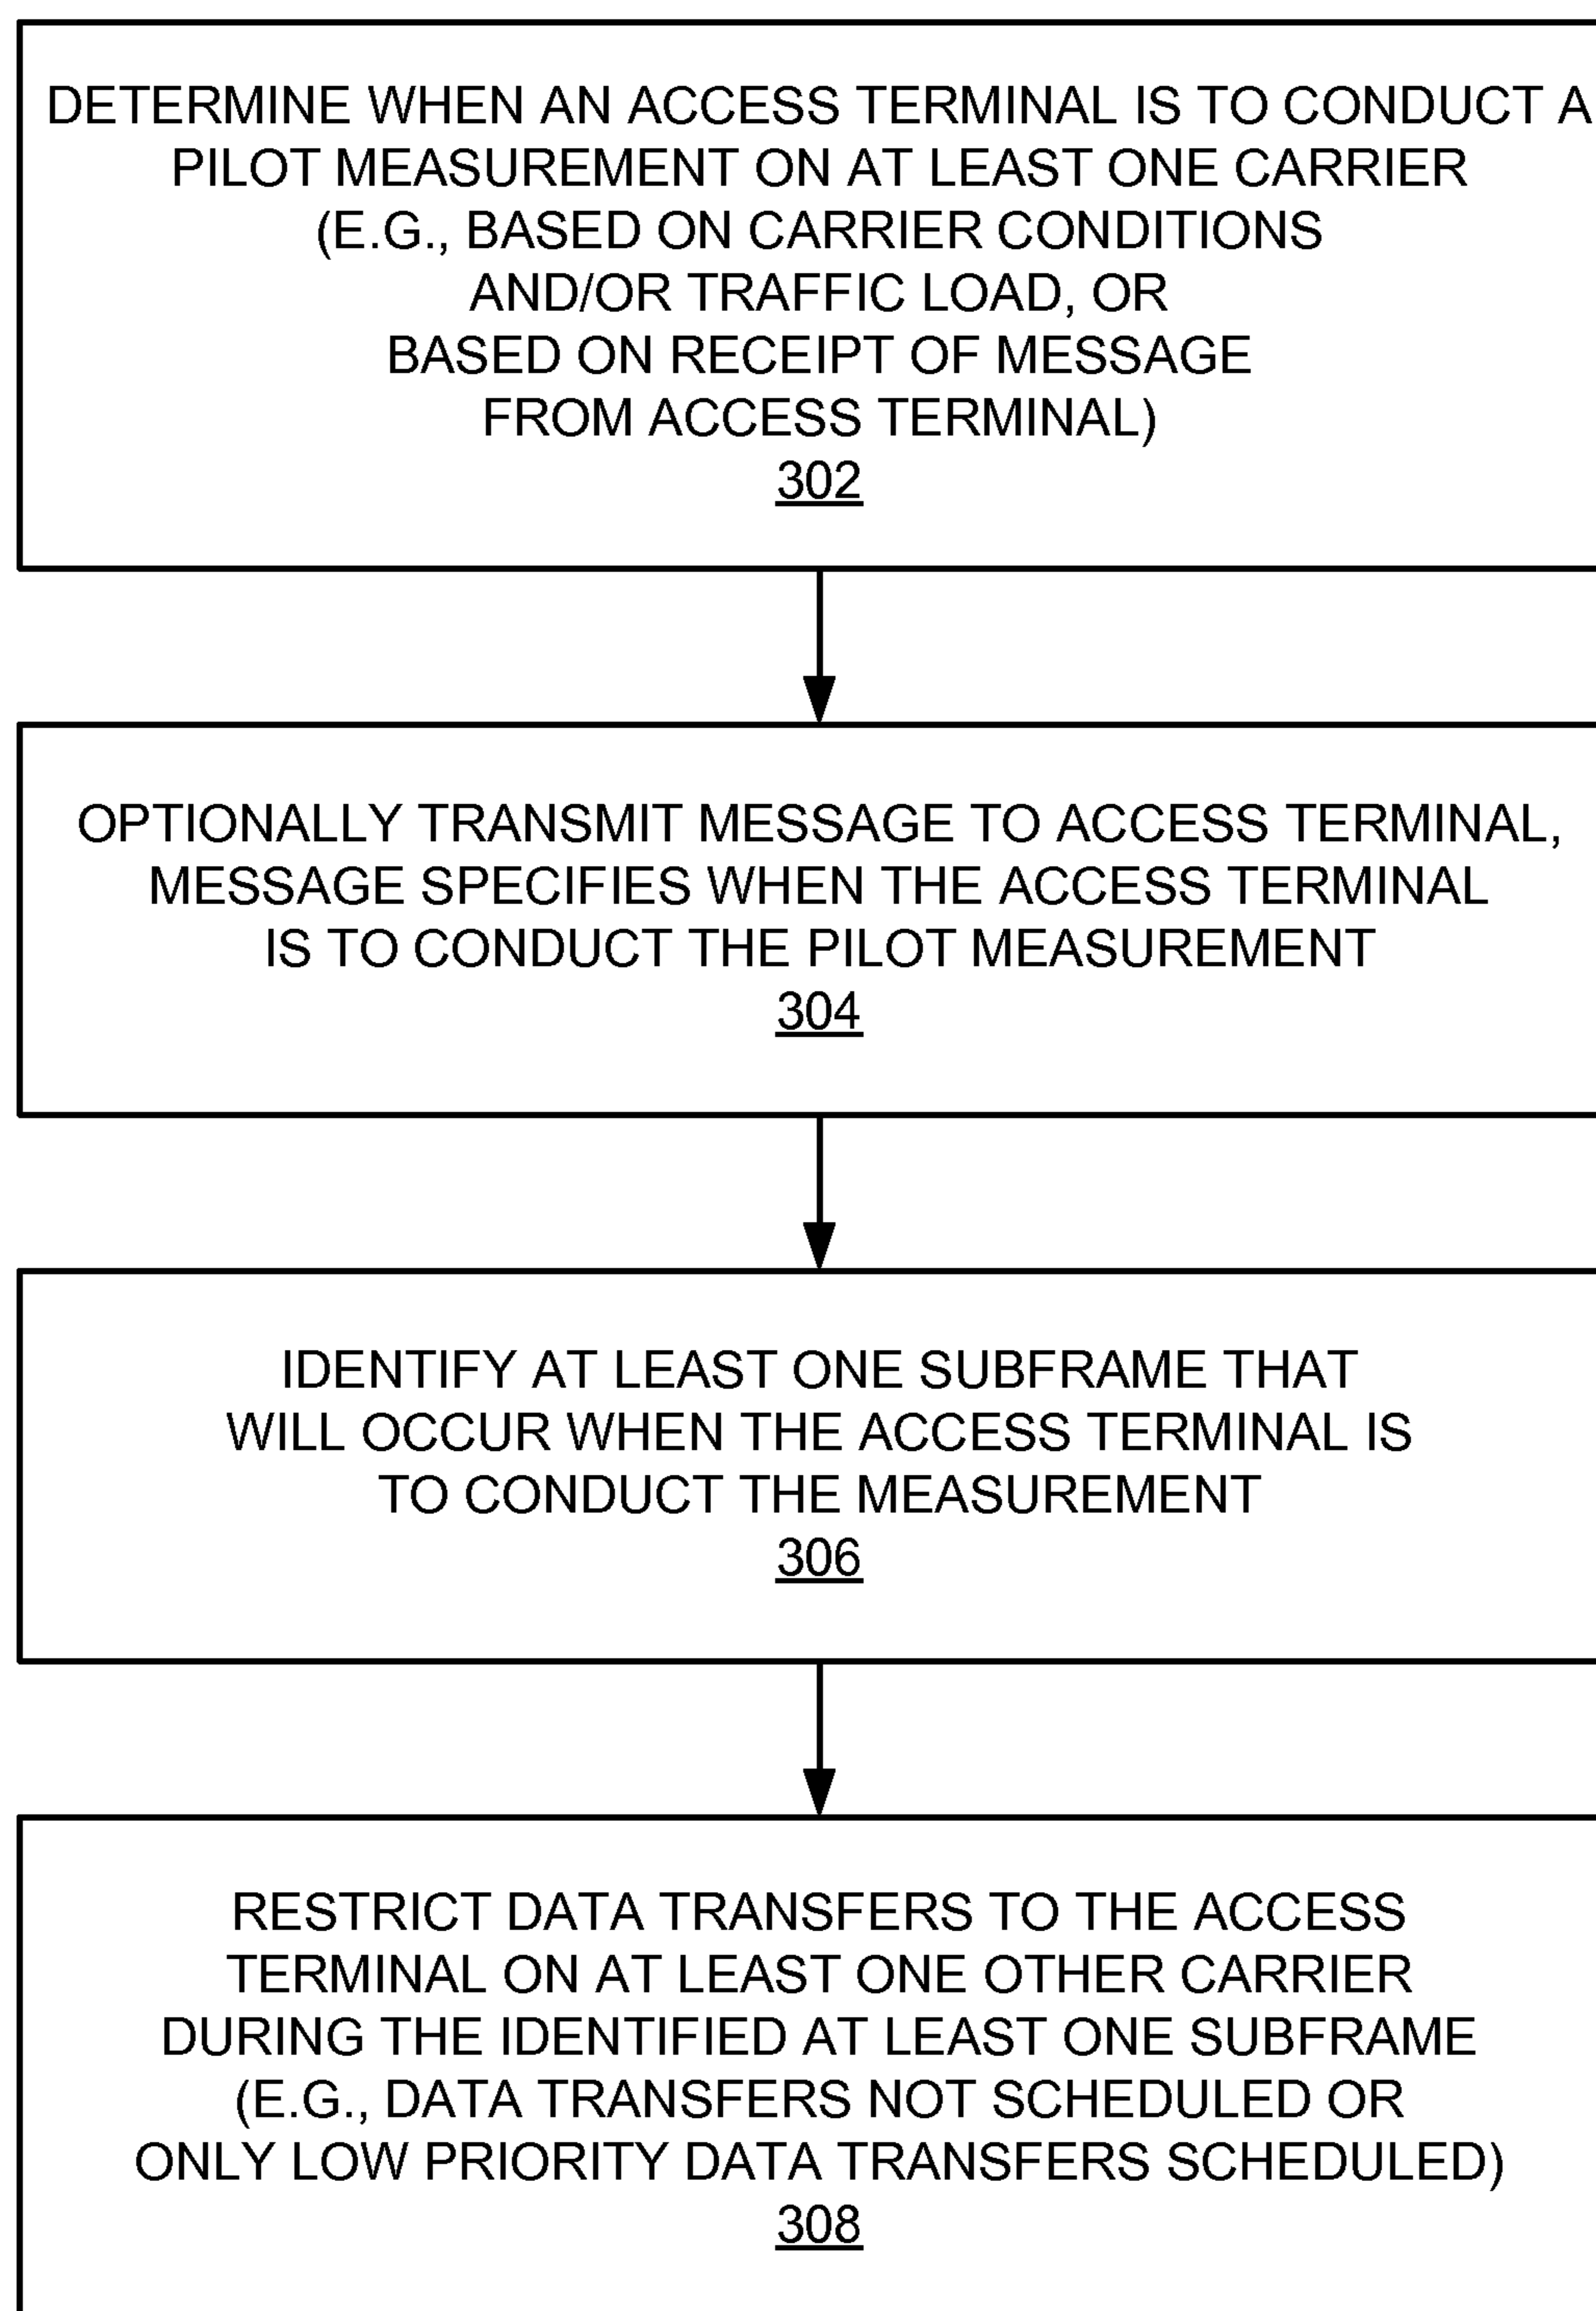 DETERMINE WHEN AN ACCESS TERMINAL IS TO CONDUCT A
PILOT MEASUREMENT ON AT LEAST ONE CARRIER
(E.G., BASED ON CARRIER CONDITIONS
AND/OR TRAFFIC LOAD, OR
BASED ON RECEIPT OF MESSAGE
FROM ACCESS TERMINAL)
302
OPTIONALLY TRANSMIT MESSAGE TO ACCESS TERMINAL,
MESSAGE SPECIFIES WHEN THE ACCESS TERMINAL
IS TO CONDUCT THE PILOT MEASUREMENT
304
IDENTIFY AT LEAST ONE SUBFRAME THAT
WILL OCCUR WHEN THE ACCESS TERMINAL IS
TO CONDUCT THE MEASUREMENT
306
RESTRICT DATA TRANSFERS TO THE ACCESS
TERMINAL ON AT LEAST ONE OTHER CARRIER
DURING THE IDENTIFIED AT LEAST ONE SUBFRAME
(E.G., DATA TRANSFERS NOT SCHEDULED OR
ONLY LOW PRIORITY DATA TRANSFERS SCHEDULED)
308